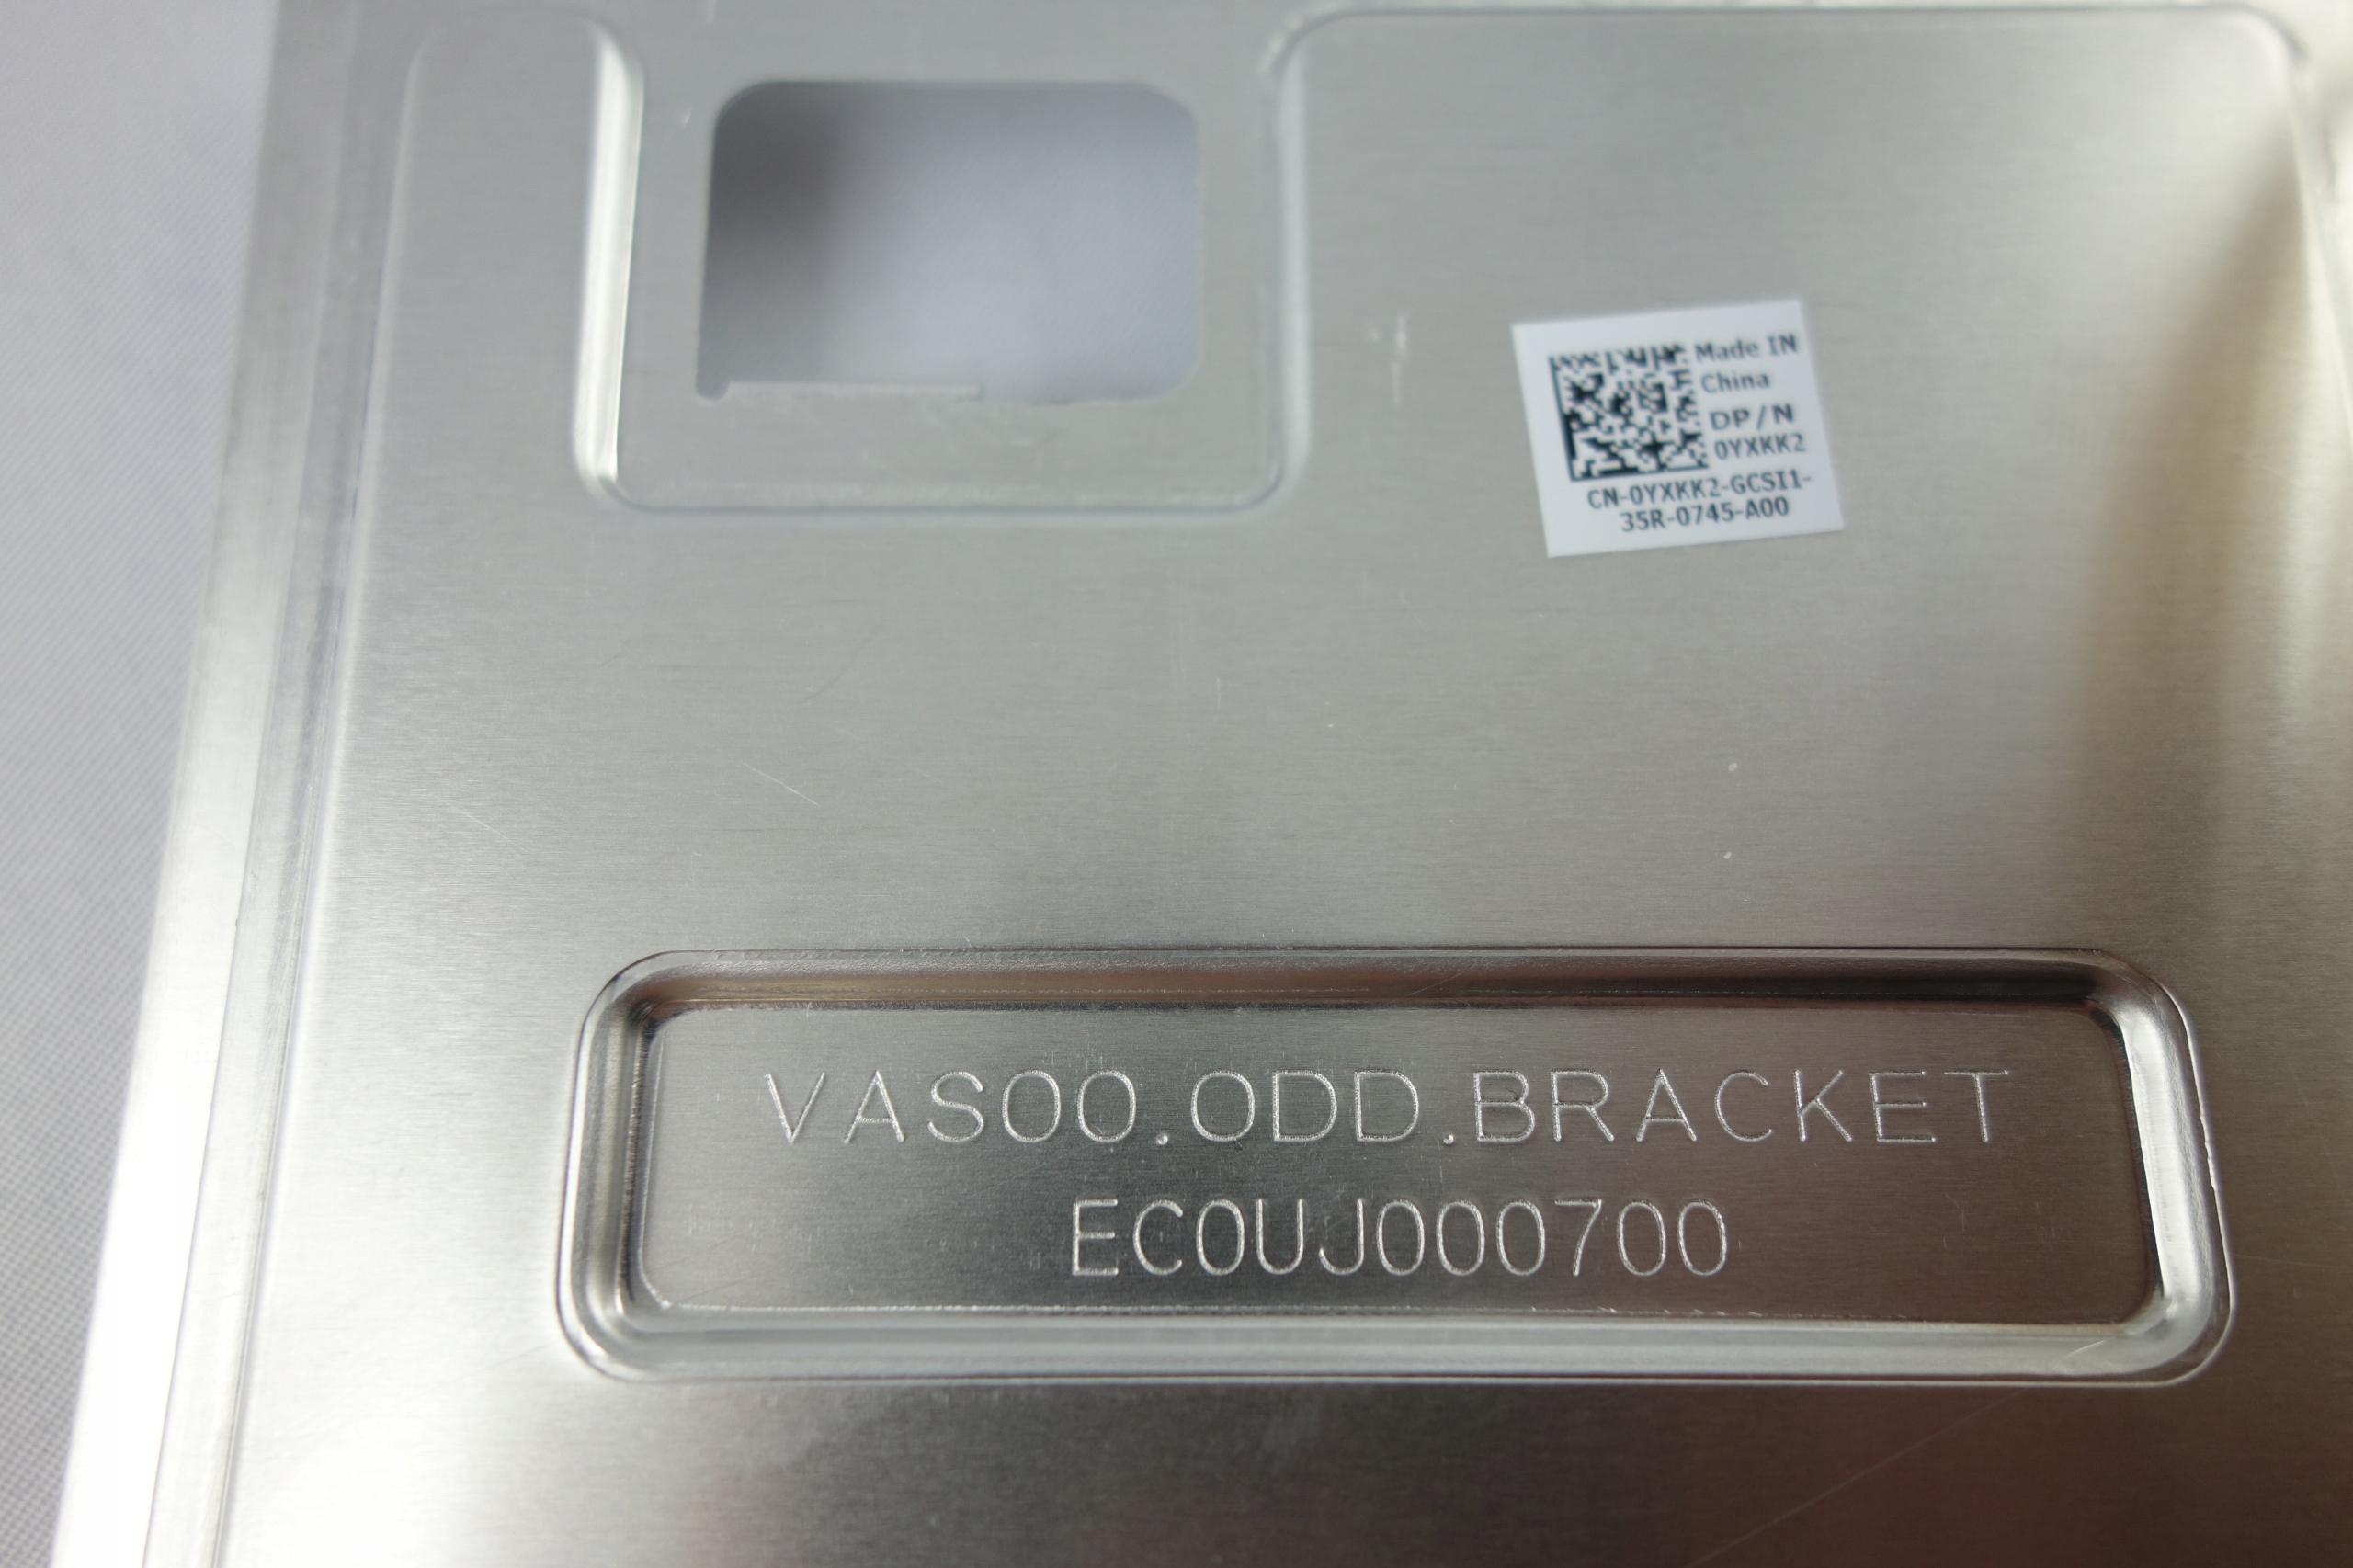 Made IN
China
DP/N
0YXKK2
CN-0YXKK2-GCSI1-
35R-0745-A00
VAS00.ODD.BRACKET
EC0UJ000700